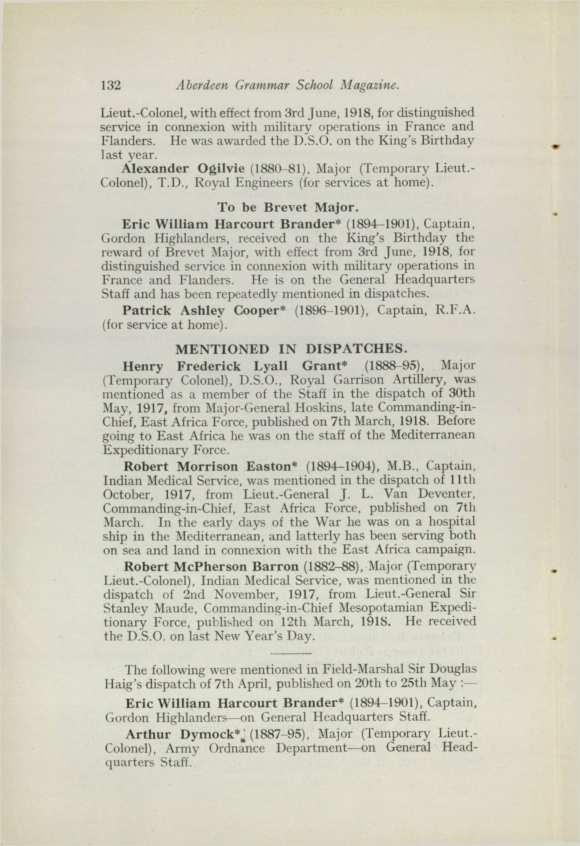 132 Aberdeen Grammar School Magazine.
Lieut.-Colonel, with effect from 3rd June, 1918, for distinguished
service in connexion with military operations in France and
Flanders. He was awarded the D.S.O. on the King's Birthday
last year.
Alexander Ogilvie (1880–81), Major (Temporary Lieut.-
Colonel), T.D., Royal Engineers (for services at home).
To be Brevet Major.
Eric William Harcourt Brander* (1894–1901), Captain,
Gordon Highlanders, received on the King's Birthday the
reward of Brevet Major, with effect from 3rd June, 1918, for
distinguished service in connexion with military operations in
France and Flanders. He is on the General Headquarters
Staff and has been repeatedly mentioned in dispatches.
Patrick Ashley Cooper* (1896–1901), Captain, R.F.A.
(for service at home).
MENTIONED IN DISPATCHES.
Henry Frederick Lyall Grant* (1888–95), Major
(Temporary Colonel), D.S.O., Royal Garrison Artillery, was
mentioned as a member of the Staff in the dispatch of 30th
May, 1917, from Major-General Hoskins, late Commanding-in-
Chief, East Africa Force, published on 7th March, 1918. Before
going to East Africa he was on the staff of the Mediterranean
Expeditionary Force.
Robert Morrison Easton* (1894–1904), M.B., Captain,
Indian Medical Service, was mentioned in the dispatch of 11th
October, 1917, from Lieut.-General J. L. Van Deventer,
Commanding-in-Chief, East Africa Force, published on 7th
March. In the early days of the War he was on a hospital
ship in the Mediterranean, and latterly has been serving both
on sea and land in connexion with the East Africa campaign.
Robert McPherson Barron (1882–88), Major (Temporary
Lieut.-Colonel), Indian Medical Service, was mentioned in the
dispatch of 2nd November, 1917, from Lieut.-General Sir
Stanley Maude, Commanding-in-Chief Mesopotamian Expedi-
tionary Force, published on 12th March, 1918. He received
the D.S.O. on last New Year's Day.
The following were mentioned in Field-Marshal Sir Douglas
Haig's dispatch of 7th April, published on 20th to 25th May :—
Eric William Harcourt Brander* (1894–1901), Captain,
Gordon Highlanders—on General Headquarters Staff.
Arthur Dymock* (1887–95), Major (Temporary Lieut.-
Colonel), Army Ordnance Department—on General Head-
quarters Staff.